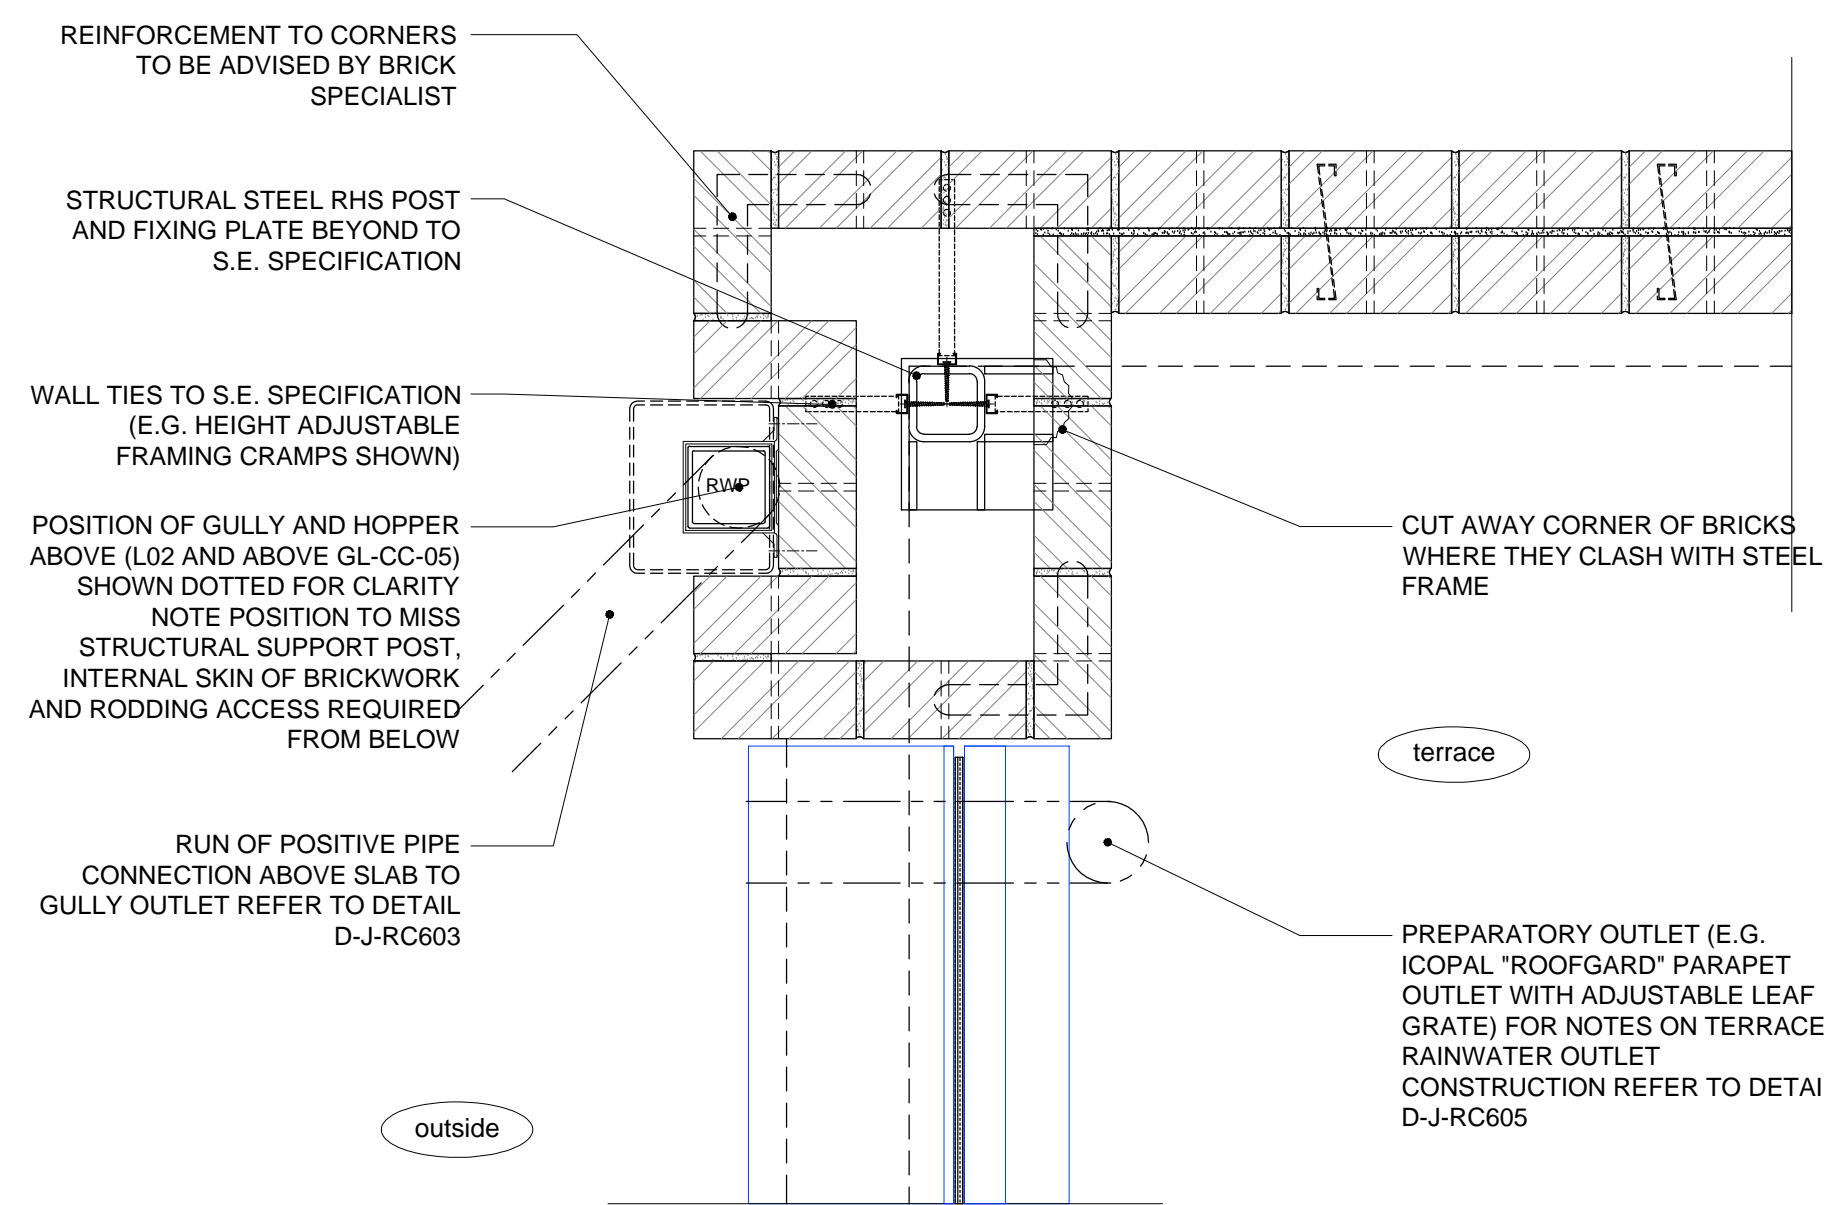 REINFORCEMENT TO CORNERS
TO BE ADVISED BY BRICK
SPECIALIST
STRUCTURAL STEEL RHS POST
AND FIXING PLATE BEYOND TO
S.E. SPECIFICATION
WALL TIES TO S.E. SPECIFICATION
(E.G. HEIGHT ADJUSTABLE
FRAMING CRAMPS SHOWN)
RWP
POSITION OF GULLY AND HOPPER
ABOVE (L02 AND ABOVE GL-CC-05)
SHOWN DOTTED FOR CLARITY
NOTE POSITION TO MISS
STRUCTURAL SUPPORT POST,
INTERNAL SKIN OF BRICKWORK
AND RODDING ACCESS REQUIRED
FROM BELOW
CUT AWAY CORNER OF BRICKS
WHERE THEY CLASH WITH STEEL
FRAME
terrace
RUN OF POSITIVE PIPE
CONNECTION ABOVE SLAB TO
GULLY OUTLET REFER TO DETAIL
D-J-RC603
PREPARATORY OUTLET (E.G.
ICOPAL "ROOFGARD" PARAPET
OUTLET WITH ADJUSTABLE LEAF
GRATE) FOR NOTES ON TERRACE
RAINWATER OUTLET
CONSTRUCTION REFER TO DETAI
D-J-RC605
outside